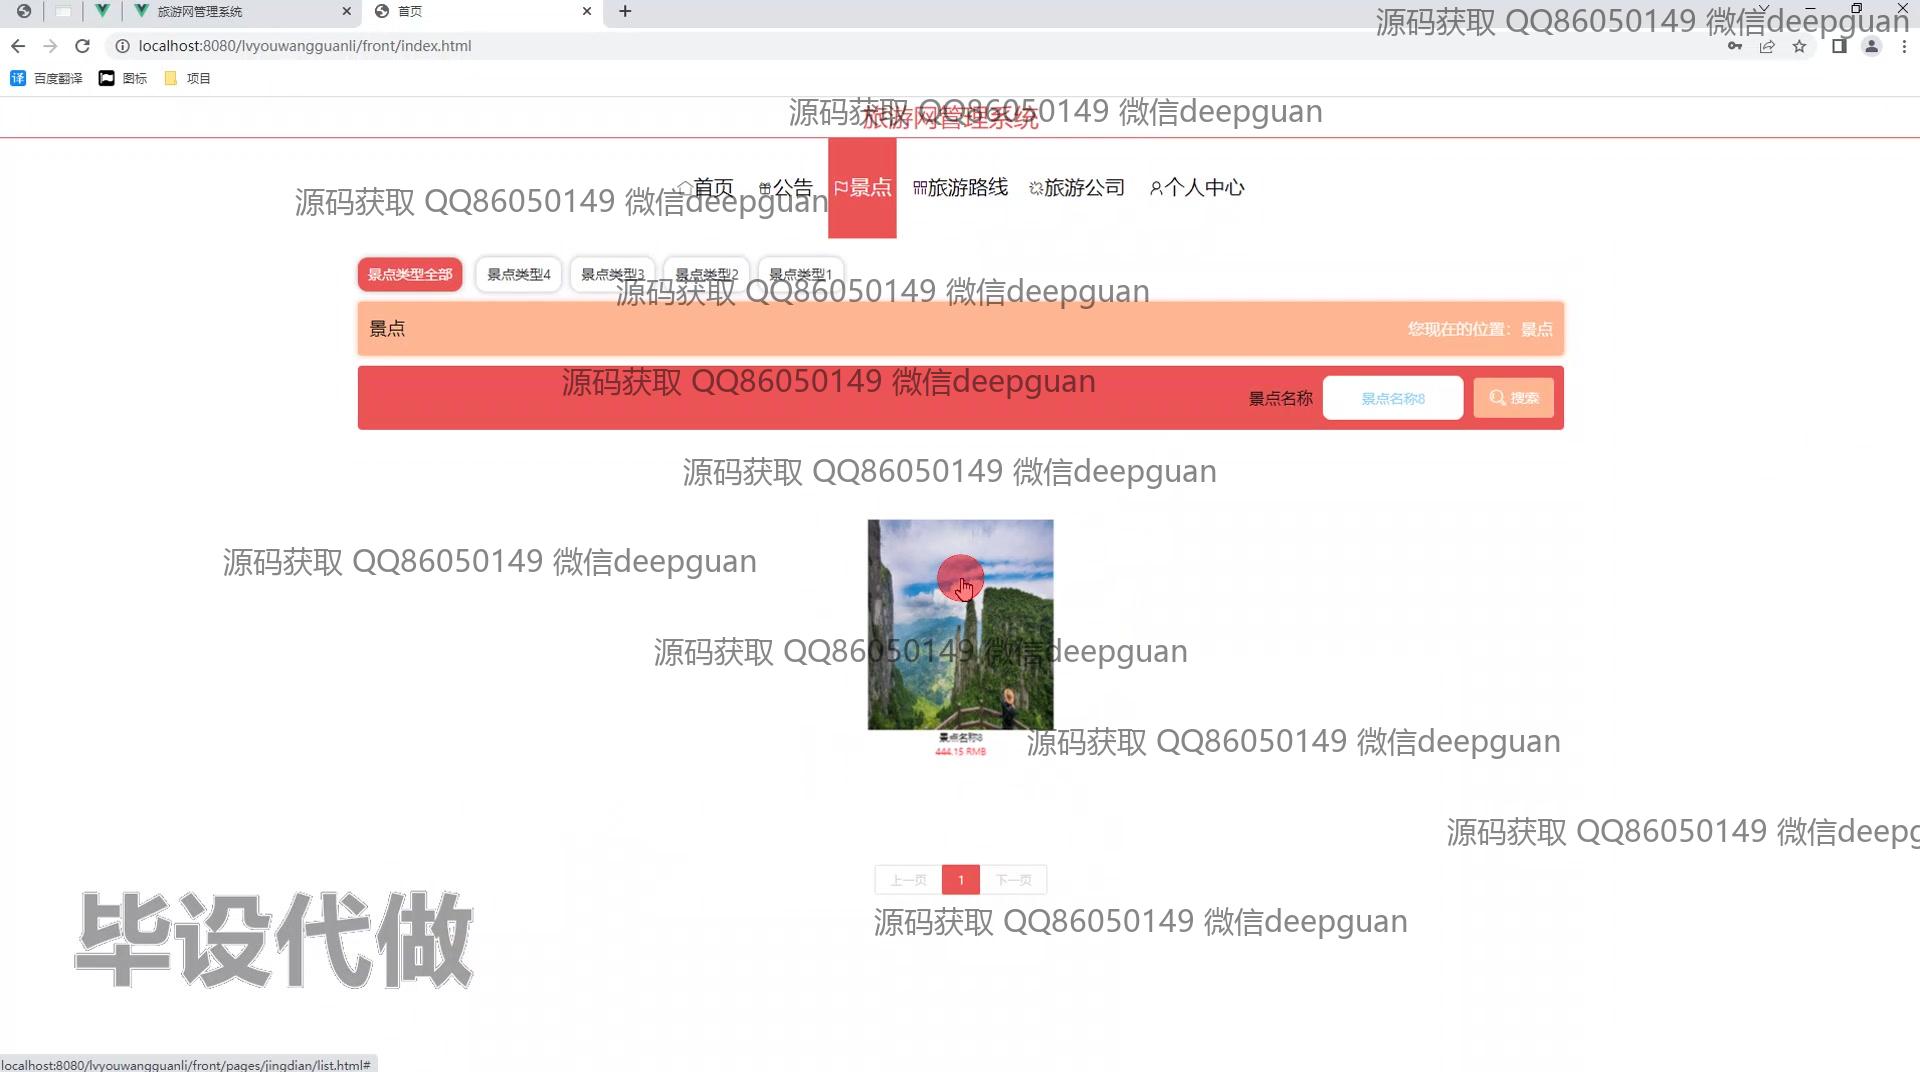 旅游网管理系统
首页
源码获取 QQ86050149 微信deepguan
localhost:8080/lvyouwangguanli/front/index.html
百度翻译 图标 项目
源码获取 QQ86050149 微信deepguan
旅游网管理系统
首页 公告 景点 旅游路线 旅游公司 个人中心
源码获取 QQ86050149 微信deepguan
景点类型全部 景点类型4 景点类型3 景点类型2 景点类型1
源码获取 QQ86050149 微信deepguan
景点 您现在的位置：景点
源码获取 QQ86050149 微信deepguan
景点名称 景点名称8 搜索
源码获取 QQ86050149 微信deepguan
源码获取 QQ86050149 微信deepguan
源码获取 QQ86050149 微信deepguan
景点名称8
源码获取 QQ86050149 微信deepguan
444.15 RMB
源码获取 QQ86050149 微信deepg
上一页 1 下一页
源码获取 QQ86050149 微信deepguan
毕设代做
localhost:8080/lvyouwangguanli/front/pages/jingdian/list.html#